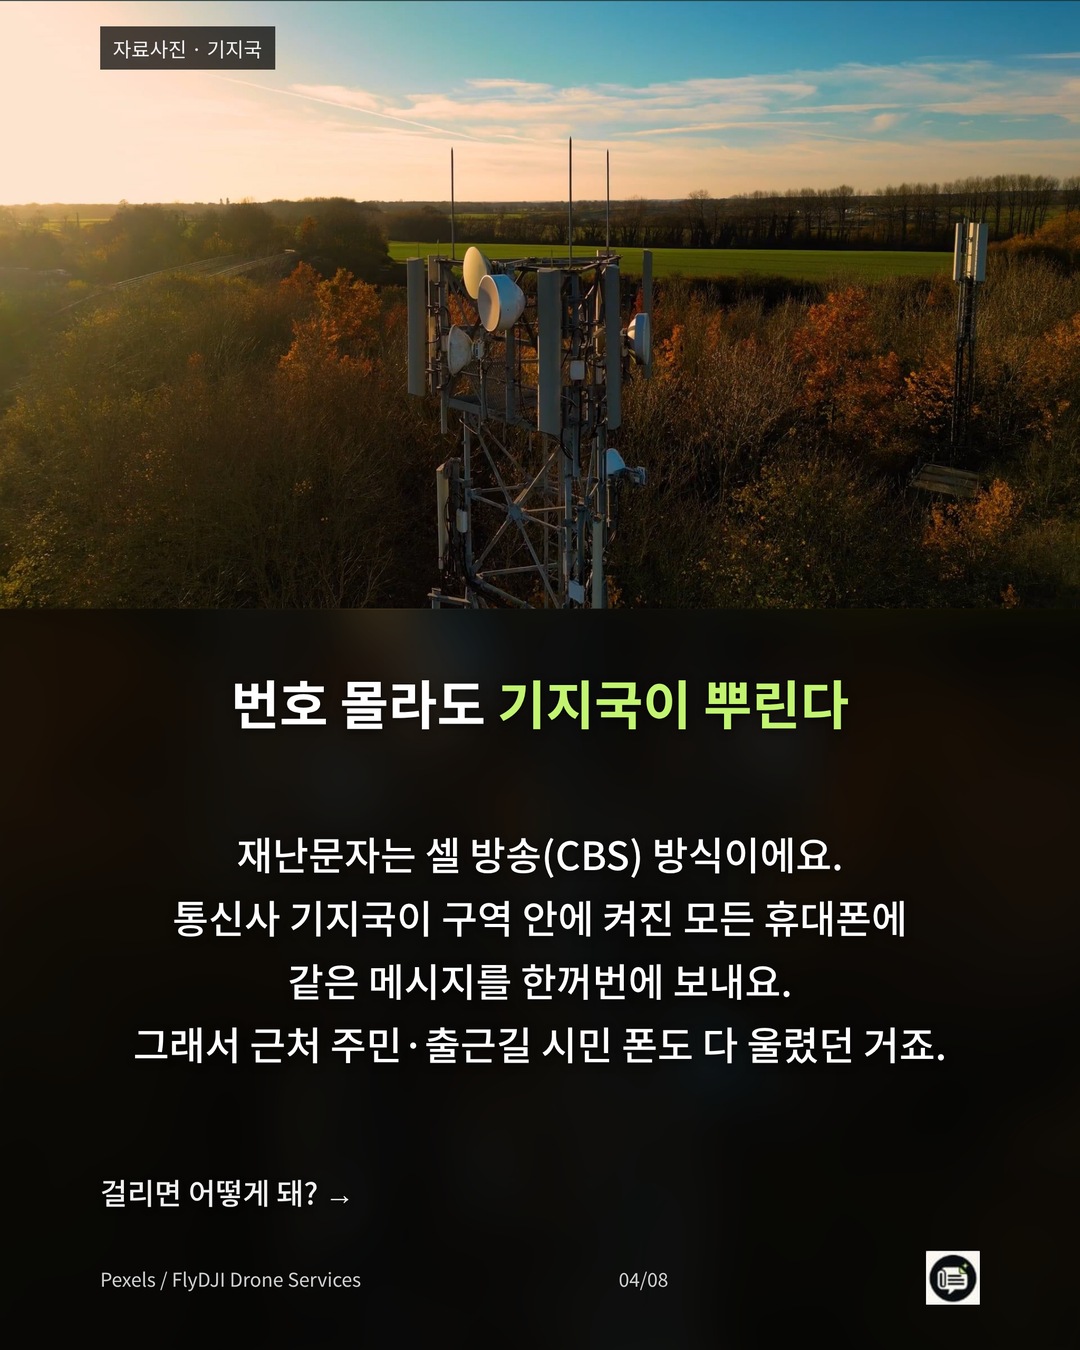 자료사진 · 기지국
번호 몰라도 기지국이 뿌린다
재난문자는 셀 방송(CBS) 방식이에요.
통신사 기지국이 구역 안에 켜진 모든 휴대폰에
같은 메시지를 한꺼번에 보내요.
그래서 근처 주민·출근길 시민 폰도 다 울렸던 거죠.
걸리면 어떻게 돼? →
Pexels / FlyDJI Drone Services
04/08